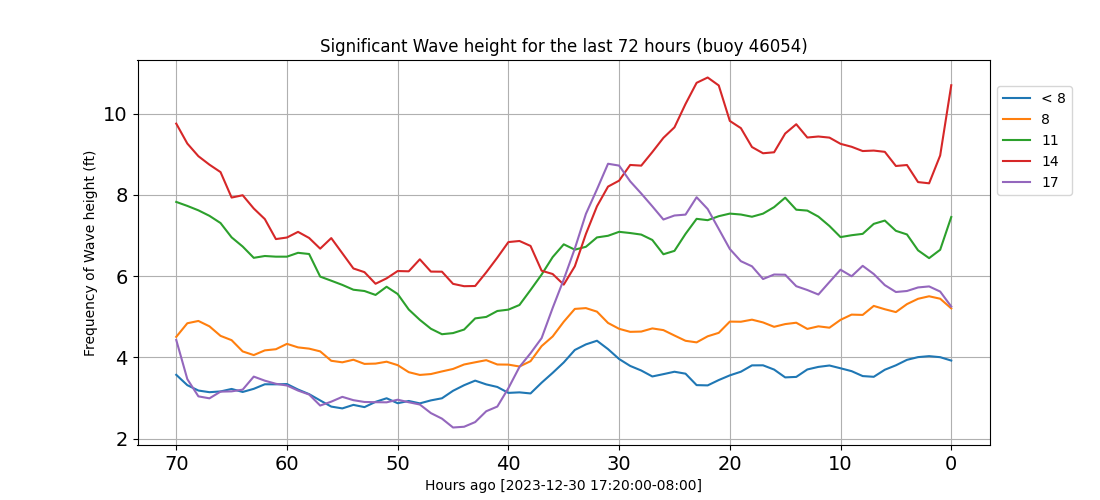 Significant Wave height for the last 72 hours (buoy 46054)
Frequency of Wave height (ft)
10
8
6
4
2
70 60 50 40 30 20 10 0
Hours ago [2023-12-30 17:20:00-08:00]
< 8
8
11
14
17